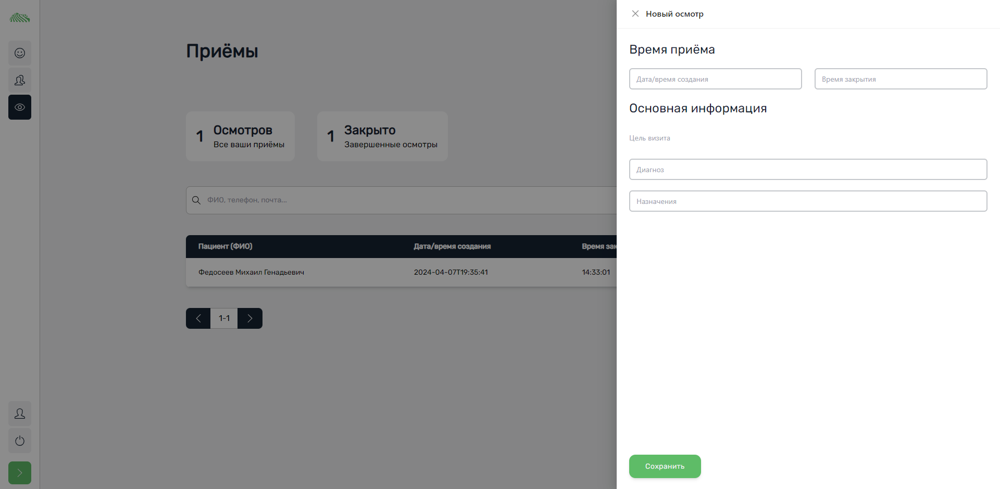 Приёмы
1
Осмотров
Все ваши приёмы
1
Закрыто
Завершенные осмотры
ФИО, телефон, почта...
Пациент (ФИО) Дата/время создания Время зак
Федосеев Михаил Генадьевич 2024-04-07T19:35:41 14:33:01
1-1
Новый осмотр
Время приёма
Дата/время создания Время закрытия
Основная информация
Цель визита
Диагноз
Назначения
Сохранить